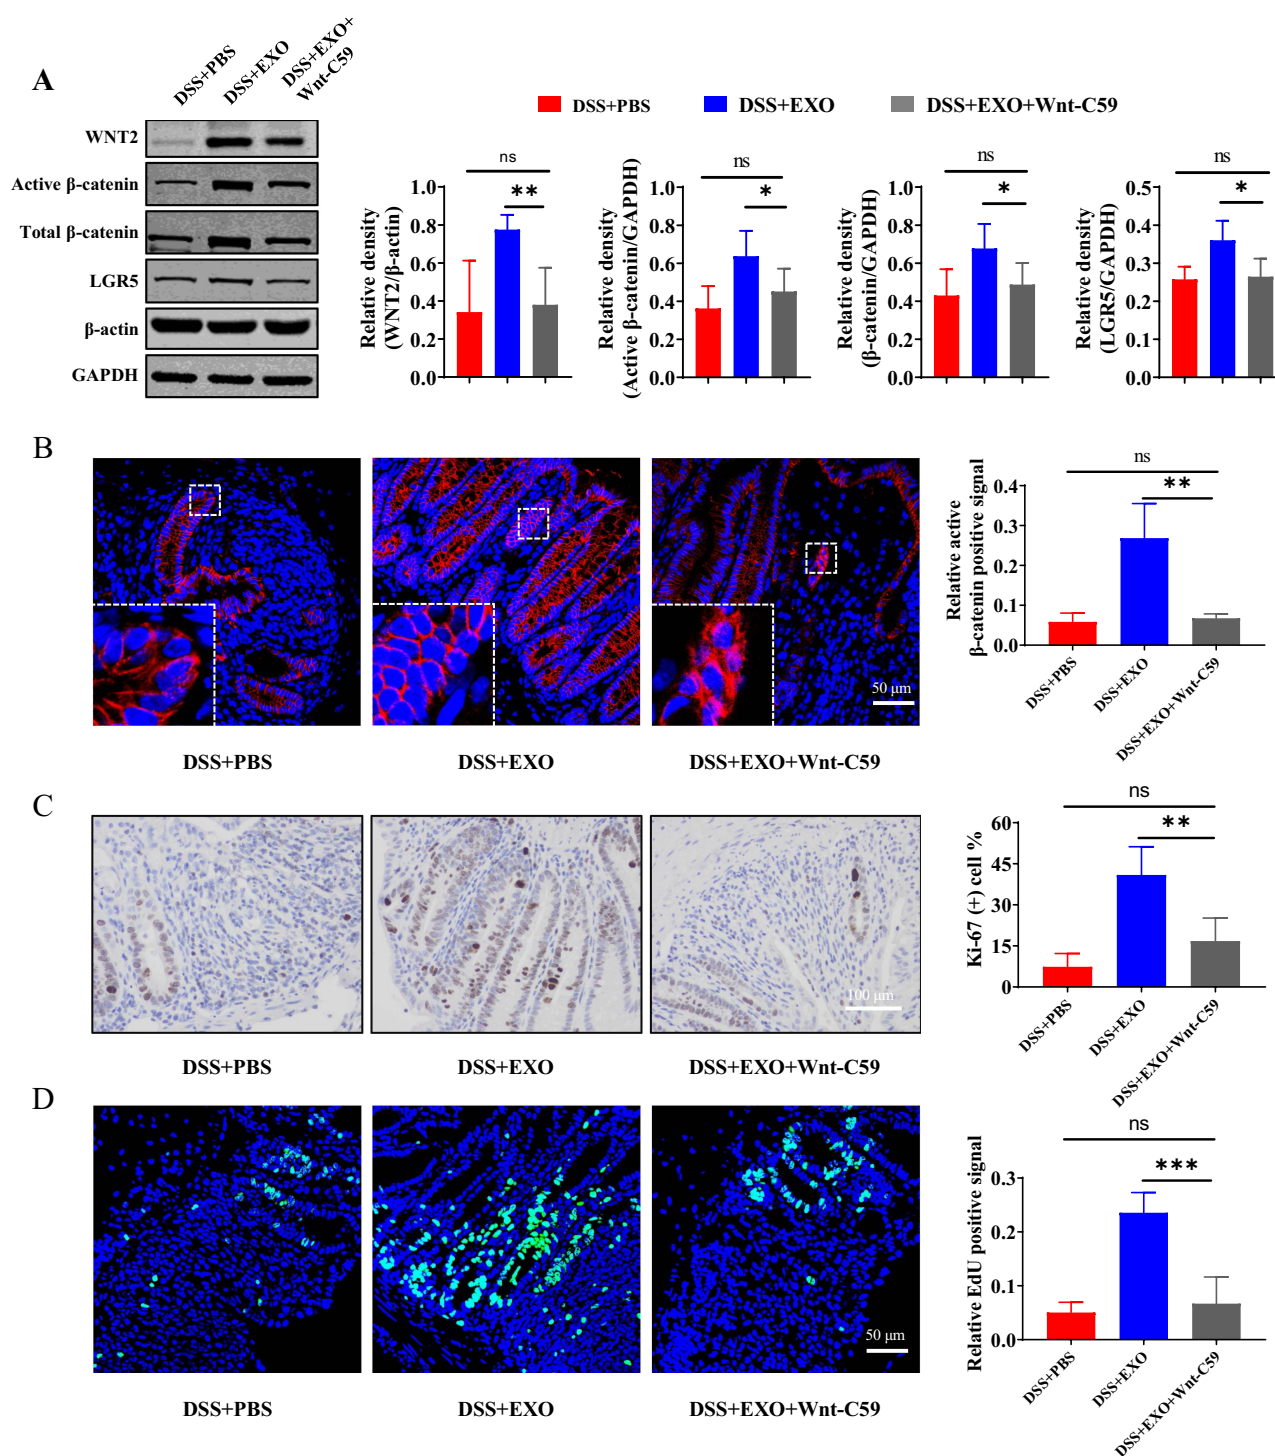 A
DSS+PBS
DSS+EXO
DSS+EXO+
Wnt-C59
WNT2
Active β-catenin
Total β-catenin
LGR5
β-actin
GAPDH
DSS+PBS
DSS+EXO
DSS+EXO+Wnt-C59
Relative density
(WNT2/β-actin)
1.0
0.8
0.6
0.4
0.2
0.0
ns
**
Relative density
(Active β-catenin/GAPDH)
1.0
0.8
0.6
0.4
0.2
0.0
ns
*
Relative density
(β-catenin/GAPDH)
1.0
0.8
0.6
0.4
0.2
0.0
ns
*
Relative density
(LGR5/GAPDH)
0.5
0.4
0.3
0.2
0.1
0.0
ns
*
B
50 μm
DSS+PBS
DSS+EXO
DSS+EXO+Wnt-C59
Relative active
β-catenin positive signal
0.4
0.3
0.2
0.1
0.0
ns
**
DSS+PBS
DSS+EXO
DSS+EXO+Wnt-C59
C
100 μm
DSS+PBS
DSS+EXO
DSS+EXO+Wnt-C59
Ki-67 (+) cell %
60
45
30
15
0
ns
**
DSS+PBS
DSS+EXO
DSS+EXO+Wnt-C59
D
50 μm
DSS+PBS
DSS+EXO
DSS+EXO+Wnt-C59
Relative EdU positive signal
0.3
0.2
0.1
0.0
ns
***
DSS+PBS
DSS+EXO
DSS+EXO+Wnt-C59